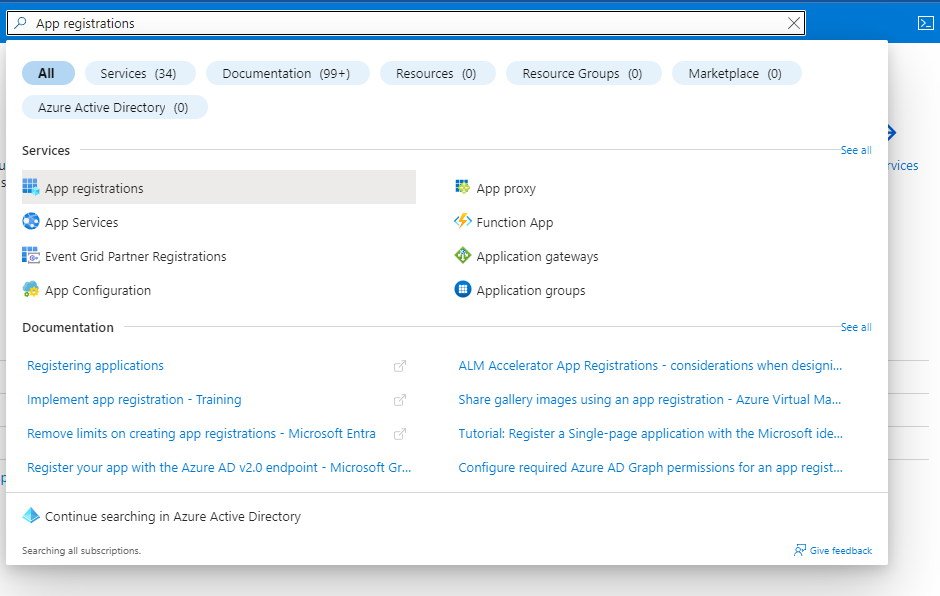 App registrations
All
Services (34)
Documentation (99+)
Resources (0)
Resource Groups (0)
Marketplace (0)
Azure Active Directory (0)
Services
See all
App registrations
App proxy
App Services
Function App
Event Grid Partner Registrations
Application gateways
App Configuration
Application groups
Documentation
See all
Registering applications
ALM Accelerator App Registrations - considerations when designi...
Implement app registration - Training
Share gallery images using an app registration - Azure Virtual Ma...
Remove limits on creating app registrations - Microsoft Entra
Tutorial: Register a Single-page application with the Microsoft ide...
Register your app with the Azure AD v2.0 endpoint - Microsoft Gr...
Configure required Azure AD Graph permissions for an app regist...
Continue searching in Azure Active Directory
Searching all subscriptions.
Give feedback